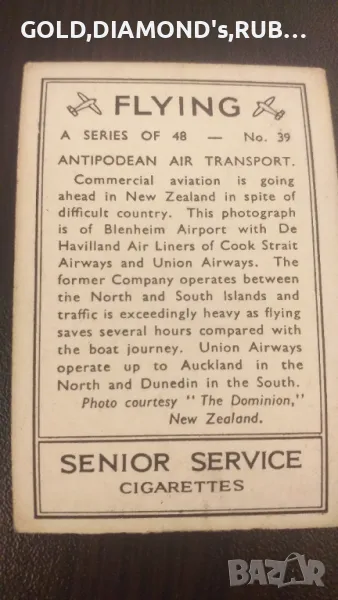 GOLD,DIAMOND's,RUB...
FLYING
A SERIES OF 48 — No. 39
ANTIPODEAN AIR TRANSPORT.
Commercial aviation is going
ahead in New Zealand in spite of
difficult country. This photograph
is of Blenheim Airport with De
Havilland Air Liners of Cook Strait
Airways and Union Airways. The
former Company operates between
the North and South Islands and
traffic is exceedingly heavy as flying
saves several hours compared with
the boat journey. Union Airways
operate up to Auckland in the
North and Dunedin in the South.
Photo courtesy "The Dominion,"
New Zealand.
SENIOR SERVICE
CIGARETTES
BAZAR